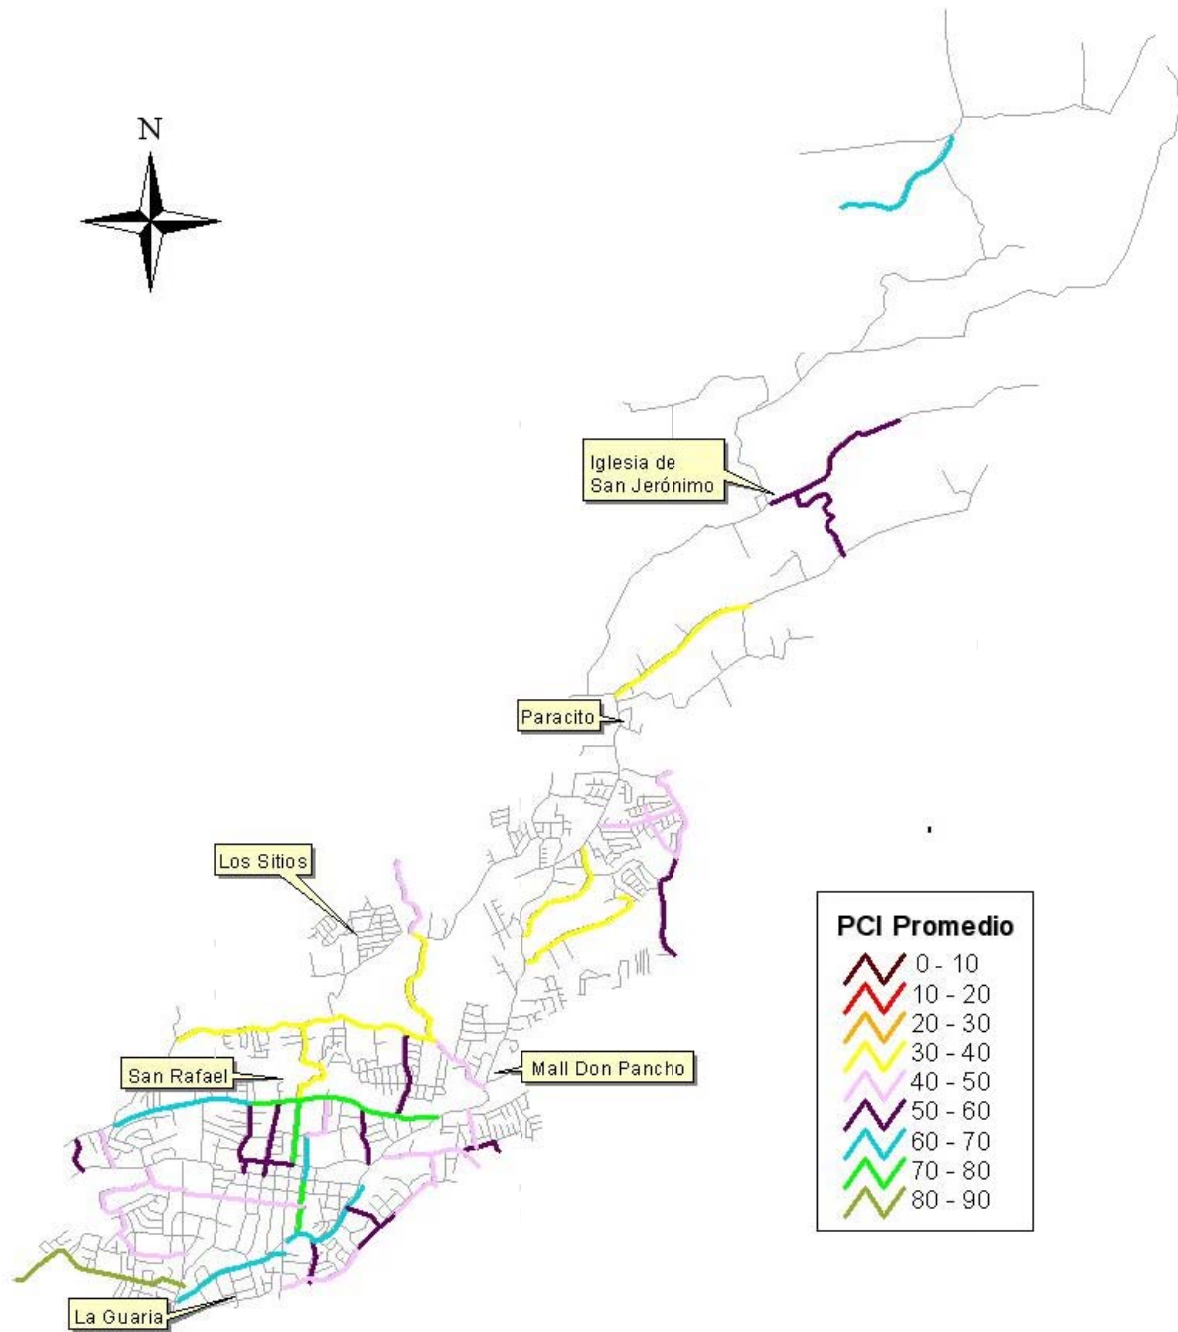 N
Iglesia de
San Jerónimo
Paracito
Los Sitios
San Rafael
Mall Don Pancho
La Guaria
PCI Promedio
0 - 10
10 - 20
20 - 30
30 - 40
40 - 50
50 - 60
60 - 70
70 - 80
80 - 90